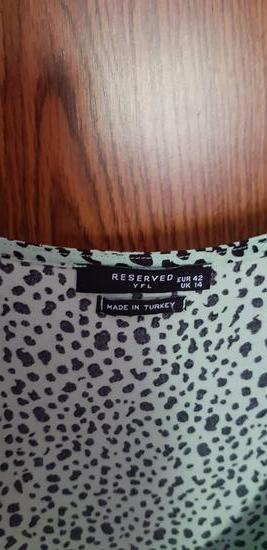 RESERVED
YFL
EUR 42
UK 14
MADE IN TURKEY